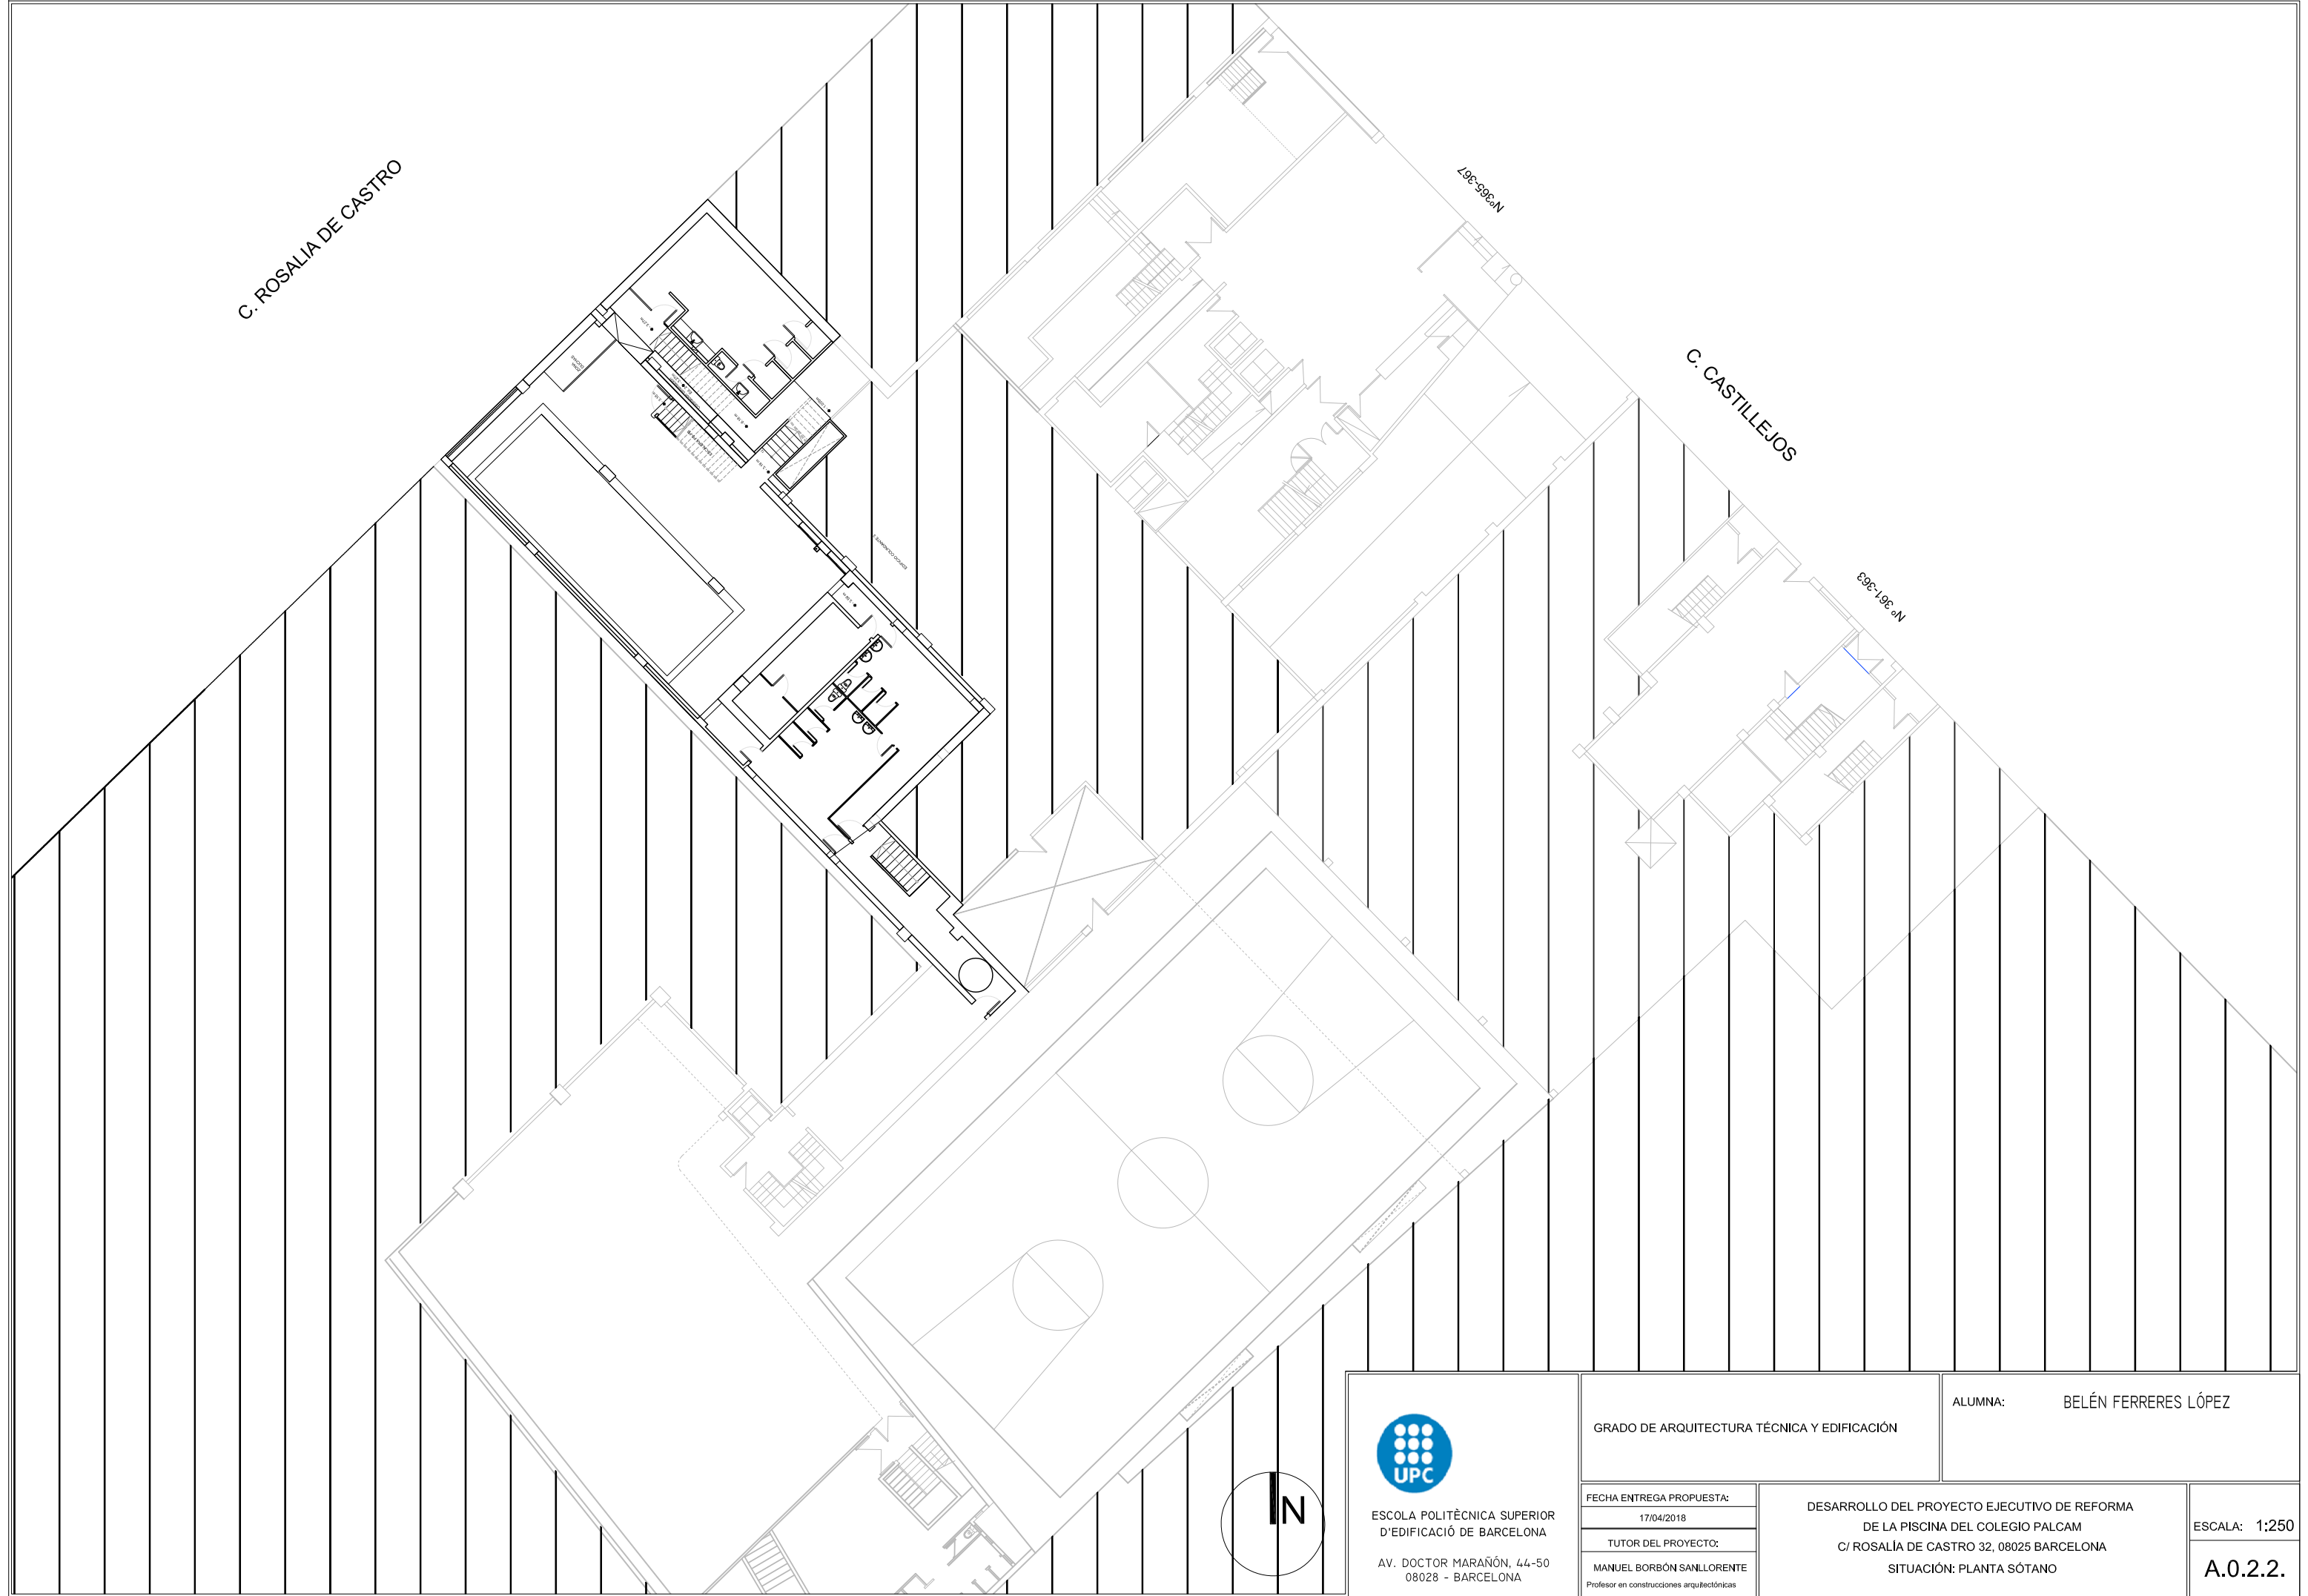 C. ROSALIA DE CASTRO
Nº365-367
C. CASTILLEJOS
Nº 361-363
N
UPC
ESCOLA POLITÈCNICA SUPERIOR
D'EDIFICACIÓ DE BARCELONA
AV. DOCTOR MARAÑÓN, 44-50
08028 - BARCELONA
GRADO DE ARQUITECTURA TÉCNICA Y EDIFICACIÓN
ALUMNA: BELÉN FERRERES LÓPEZ
FECHA ENTREGA PROPUESTA:
17/04/2018
TUTOR DEL PROYECTO:
MANUEL BORBÓN SANLLORENTE
Profesor en construcciones arquitectónicas
DESARROLLO DEL PROYECTO EJECUTIVO DE REFORMA
DE LA PISCINA DEL COLEGIO PALCAM
C/ ROSALÍA DE CASTRO 32, 08025 BARCELONA
SITUACIÓN: PLANTA SÓTANO
ESCALA: 1:250
A.0.2.2.